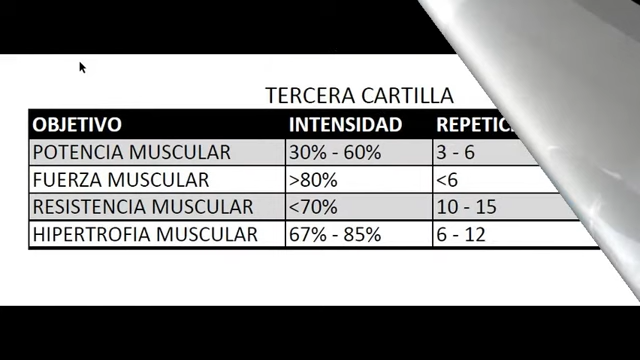 TERCERA CARTILLA
OBJETIVO INTENSIDAD
POTENCIA MUSCULAR 30% - 60% 3 - 6
FUERZA MUSCULAR >80% <6
RESISTENCIA MUSCULAR <70% 10 - 15
HIPERTROFIA MUSCULAR 67% - 85% 6 - 12